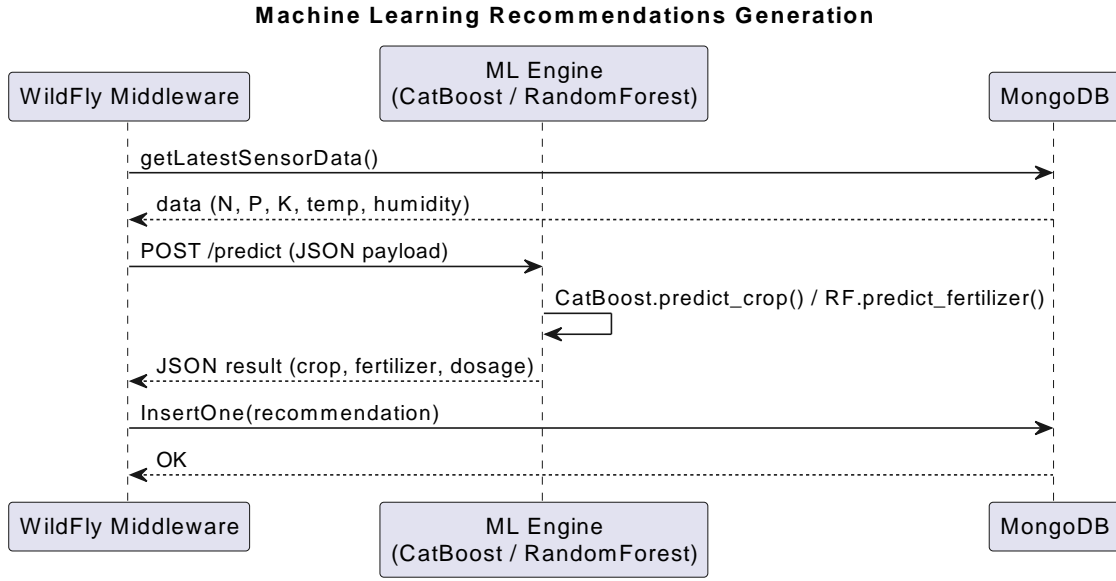 Machine Learning Recommendations Generation
WildFly Middleware
ML Engine
(CatBoost / RandomForest)
MongoDB
getLatestSensorData()
data (N, P, K, temp, humidity)
POST /predict (JSON payload)
CatBoost.predict_crop() / RF.predict_fertilizer()
JSON result (crop, fertilizer, dosage)
InsertOne(recommendation)
OK
WildFly Middleware
ML Engine
(CatBoost / RandomForest)
MongoDB